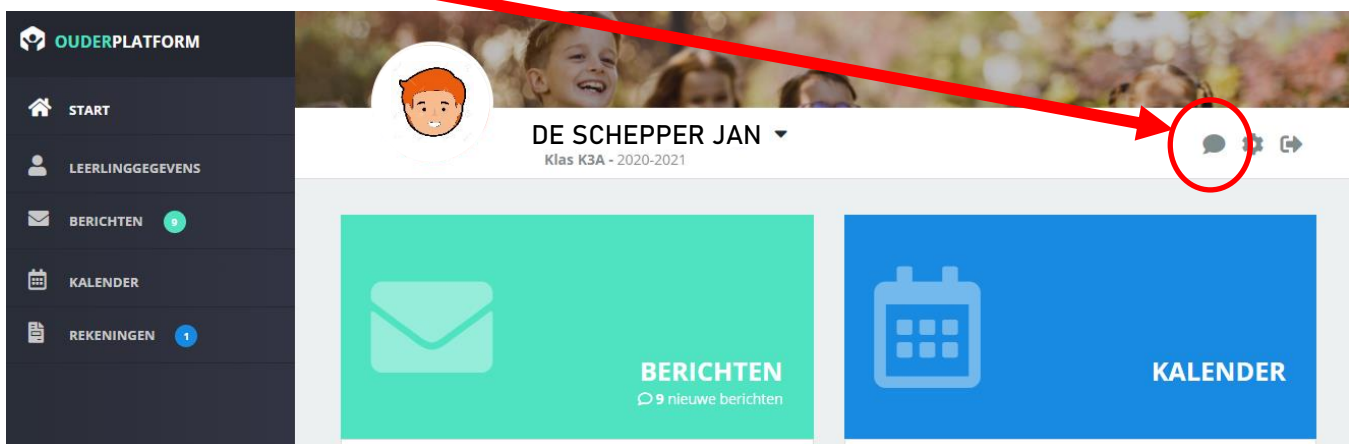 OUDERPLATFORM
START
LEERLINGGEGEVENS
BERICHTEN 9
KALENDER
REKENINGEN 1
DE SCHEPPER JAN
Klas K3A - 2020-2021
BERICHTEN
9 nieuwe berichten
KALENDER